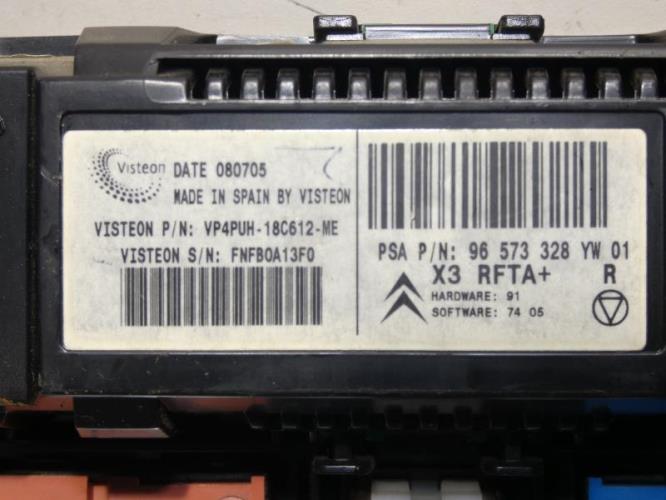 Visteon DATE 080705
MADE IN SPAIN BY VISTEON
VISTEON P/N: VP4PUH-18C612-ME
VISTEON S/N: FNFB0A13F0
PSA P/N: 96 573 328 YW 01
X3 RFTA+ R
HARDWARE: 91
SOFTWARE: 74 05